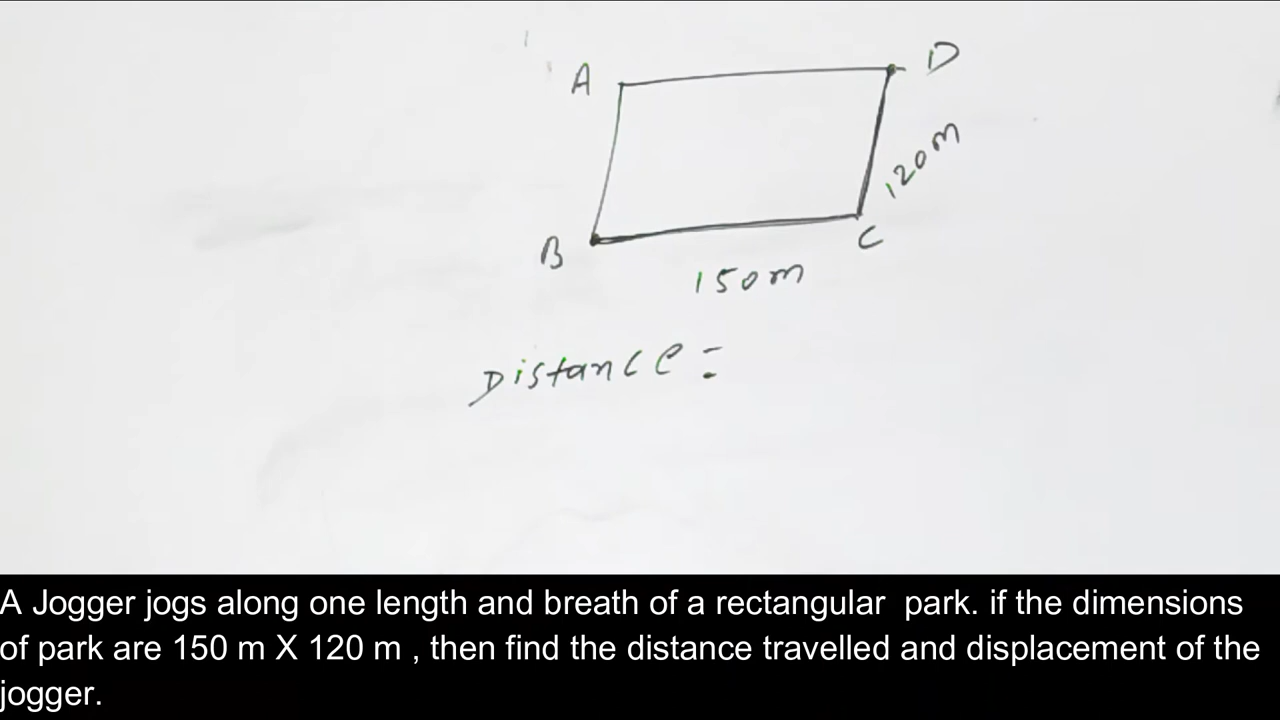 A
D
120m
B
C
150m
Distance =
A Jogger jogs along one length and breath of a rectangular park. if the dimensions
of park are 150 m X 120 m , then find the distance travelled and displacement of the
jogger.